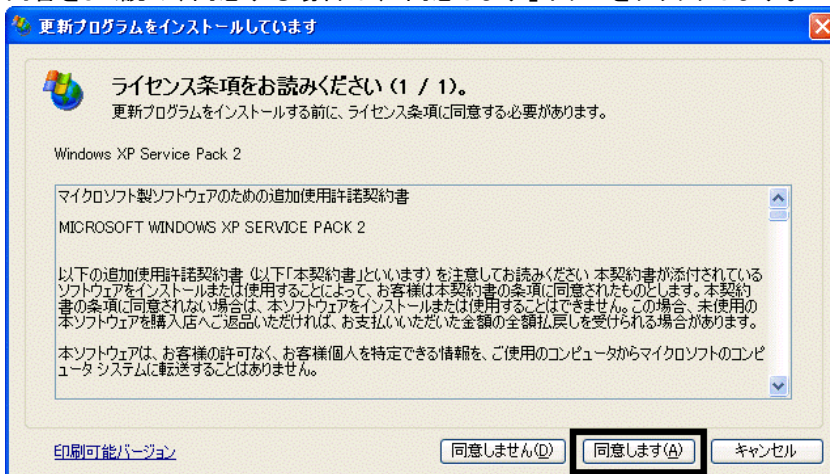 更新プログラムをインストールしています
ライセンス条項をお読みください (1 / 1)。
更新プログラムをインストールする前に、ライセンス条項に同意する必要があります。
Windows XP Service Pack 2
マイクロソフト製ソフトウェアのための追加使用許諾契約書
MICROSOFT WINDOWS XP SERVICE PACK 2
以下の追加使用許諾契約書 (以下「本契約書」といいます) を注意してお読みください 本契約書が添付されている
ソフトウェアをインストールまたは使用することによって、お客様は本契約書の条項に同意されたものとします。本契約
書の条項に同意されない場合は、本ソフトウェアをインストールまたは使用することはできません。この場合、未使用の
本ソフトウェアを購入店へご返品いただければ、お支払いいただいた金額の全額払戻しを受けられる場合があります。
本ソフトウェアは、お客様の許可なく、お客様個人を特定できる情報を、ご使用のコンピュータからマイクロソフトのコンピ
ュータ システムに転送することはありません。
印刷可能バージョン 同意しません(D) 同意します(A) キャンセル